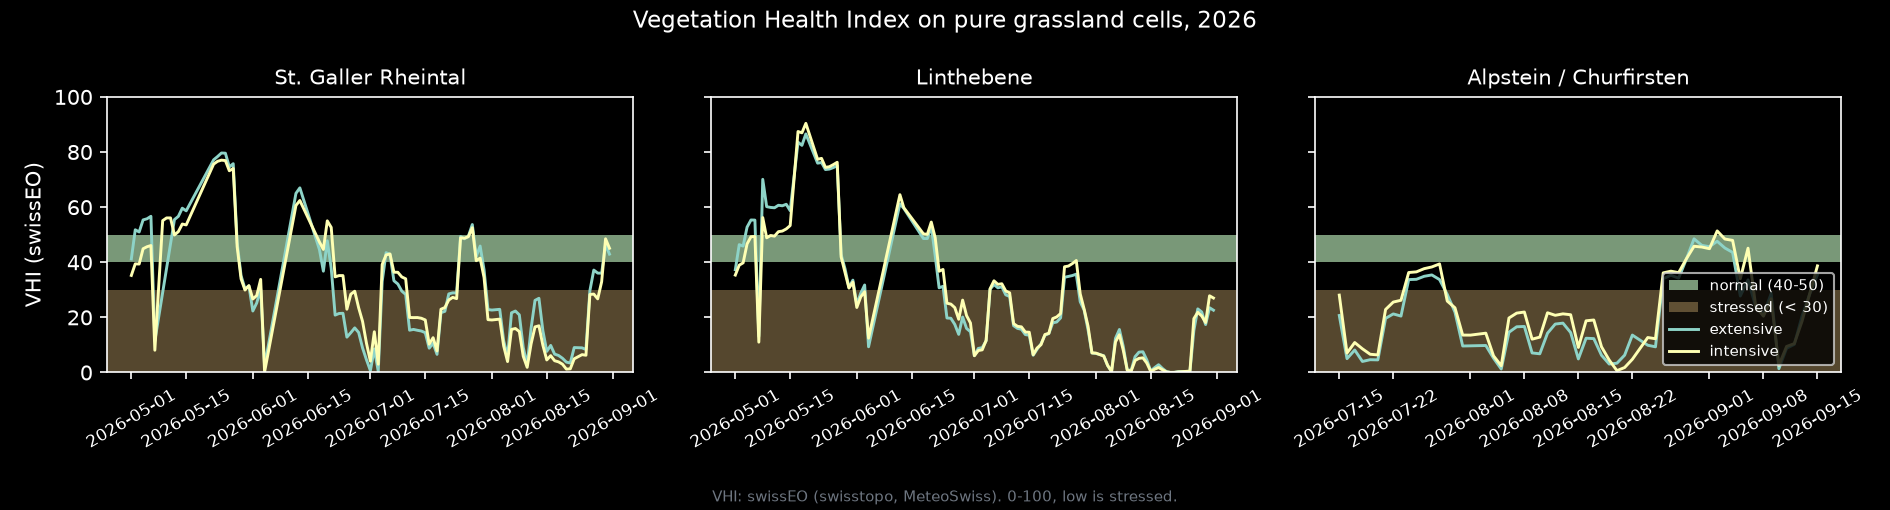 Vegetation Health Index on pure grassland cells, 2026
St. Galler Rheintal
Linthebene
Alpstein / Churfirsten
VHI (swissEO)
100
80
60
40
20
0
normal (40-50)
stressed (< 30)
extensive
intensive
2026-05-01 2026-05-15 2026-06-01 2026-06-15 2026-07-01 2026-07-15 2026-08-01 2026-08-15 2026-09-01
2026-05-01 2026-05-15 2026-06-01 2026-06-15 2026-07-01 2026-07-15 2026-08-01 2026-08-15 2026-09-01
2026-07-15 2026-07-22 2026-08-01 2026-08-08 2026-08-15 2026-08-22 2026-09-01 2026-09-08 2026-09-15
VHI: swissEO (swisstopo, MeteoSwiss). 0-100, low is stressed.